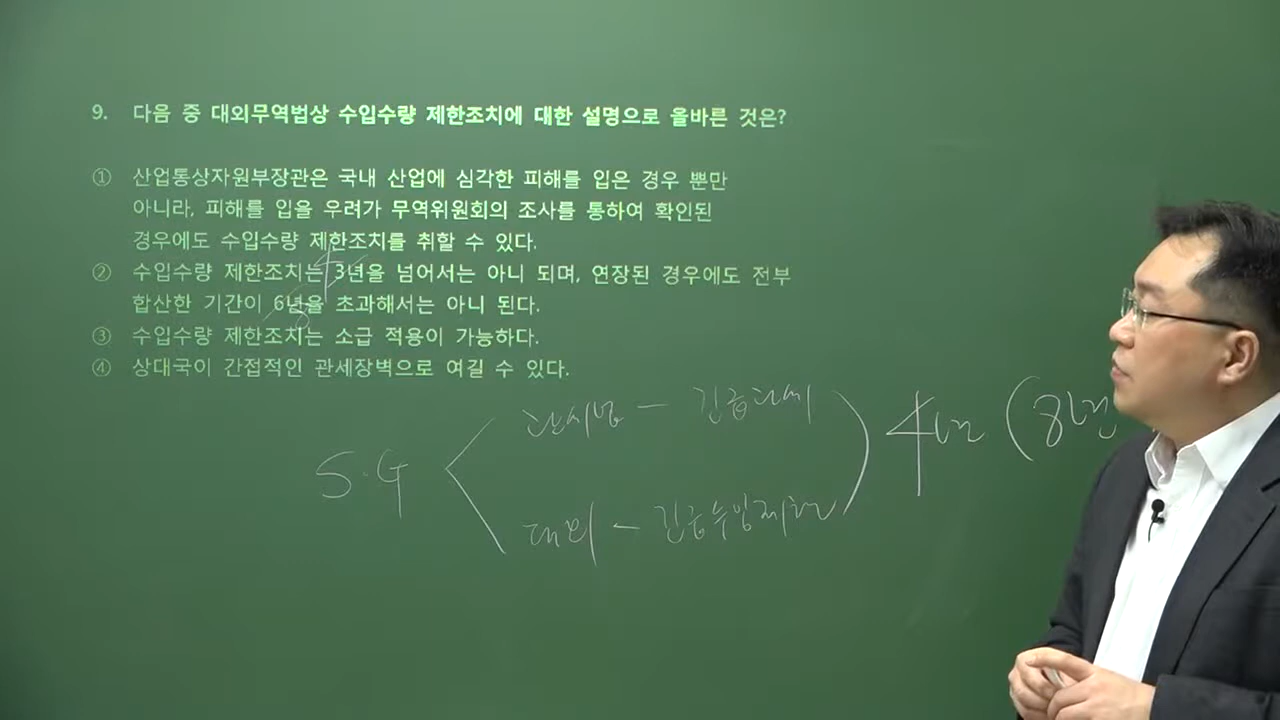 9. 다음 중 대외무역법상 수입수량 제한조치에 대한 설명으로 올바른 것은?
① 산업통상자원부장관은 국내 산업에 심각한 피해를 입은 경우 뿐만
아니라, 피해를 입을 우려가 무역위원회의 조사를 통하여 확인된
경우에도 수입수량 제한조치를 취할 수 있다.
4
② 수입수량 제한조치는 3년을 넘어서는 아니 되며, 연장된 경우에도 전부
합산한 기간이 6년을 초과해서는 아니 된다.
8
③ 수입수량 제한조치는 소급 적용이 가능하다.
④ 상대국이 간접적인 관세장벽으로 여길 수 있다.
관세법 - 긴급관세
S.G 4년 (8년
대외 - 긴급수입제한